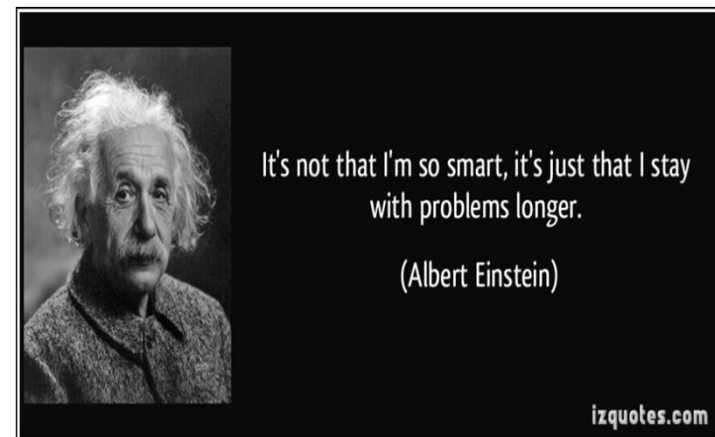 It's not that I'm so smart, it's just that I stay
with problems longer.
(Albert Einstein)
izquotes.com